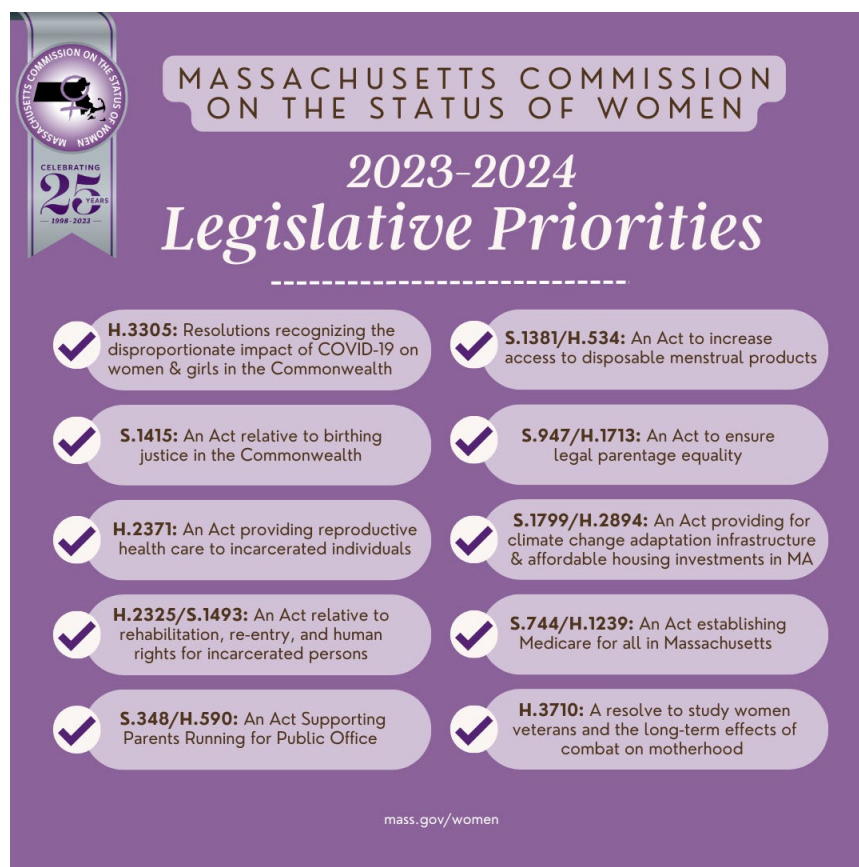 MASSACHUSETTS COMMISSION ON THE STATUS OF WOMEN
CELEBRATING
25
YEARS
1998-2023
MASSACHUSETTS COMMISSION
ON THE STATUS OF WOMEN
2023-2024
Legislative Priorities
H.3305: Resolutions recognizing the
disproportionate impact of COVID-19 on
women & girls in the Commonwealth
S.1415: An Act relative to birthing
justice in the Commonwealth
H.2371: An Act providing reproductive
health care to incarcerated individuals
H.2325/S.1493: An Act relative to
rehabilitation, re-entry, and human
rights for incarcerated persons
S.348/H.590: An Act Supporting
Parents Running for Public Office
S.1381/H.534: An Act to increase
access to disposable menstrual products
S.947/H.1713: An Act to ensure
legal parentage equality
S.1799/H.2894: An Act providing for
climate change adaptation infrastructure
& affordable housing investments in MA
S.744/H.1239: An Act establishing
Medicare for all in Massachusetts
H.3710: A resolve to study women
veterans and the long-term effects of
combat on motherhood
mass.gov/women